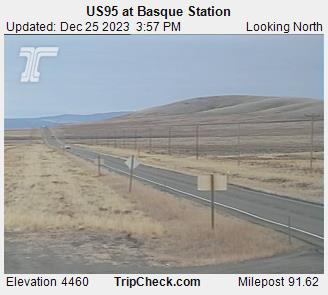 US95 at Basque Station
Updated: Dec 25 2023 3:57 PM Looking North
Elevation 4460 TripCheck.com Milepost 91.62